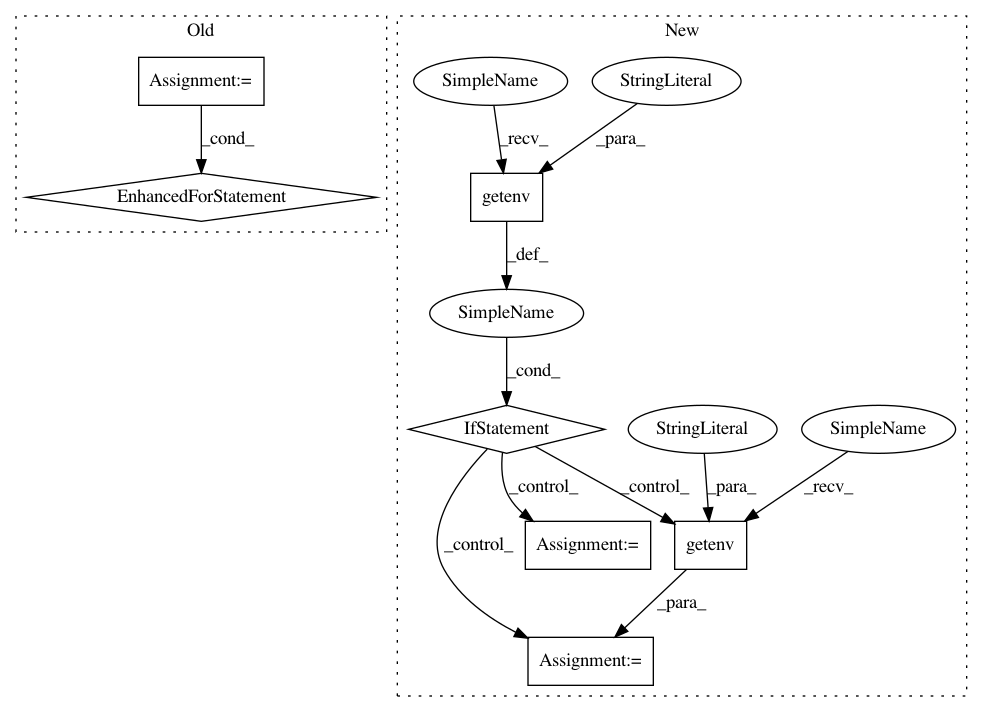 Old
New
Assignment:=
SimpleName
StringLiteral
_cond_
_recv_
_para_
EnhancedForStatement
getenv
_def_
SimpleName
_cond_
IfStatement
StringLiteral
SimpleName
_control_
_control_
_para_
_recv_
_control_
Assignment:=
getenv
_para_
Assignment:=